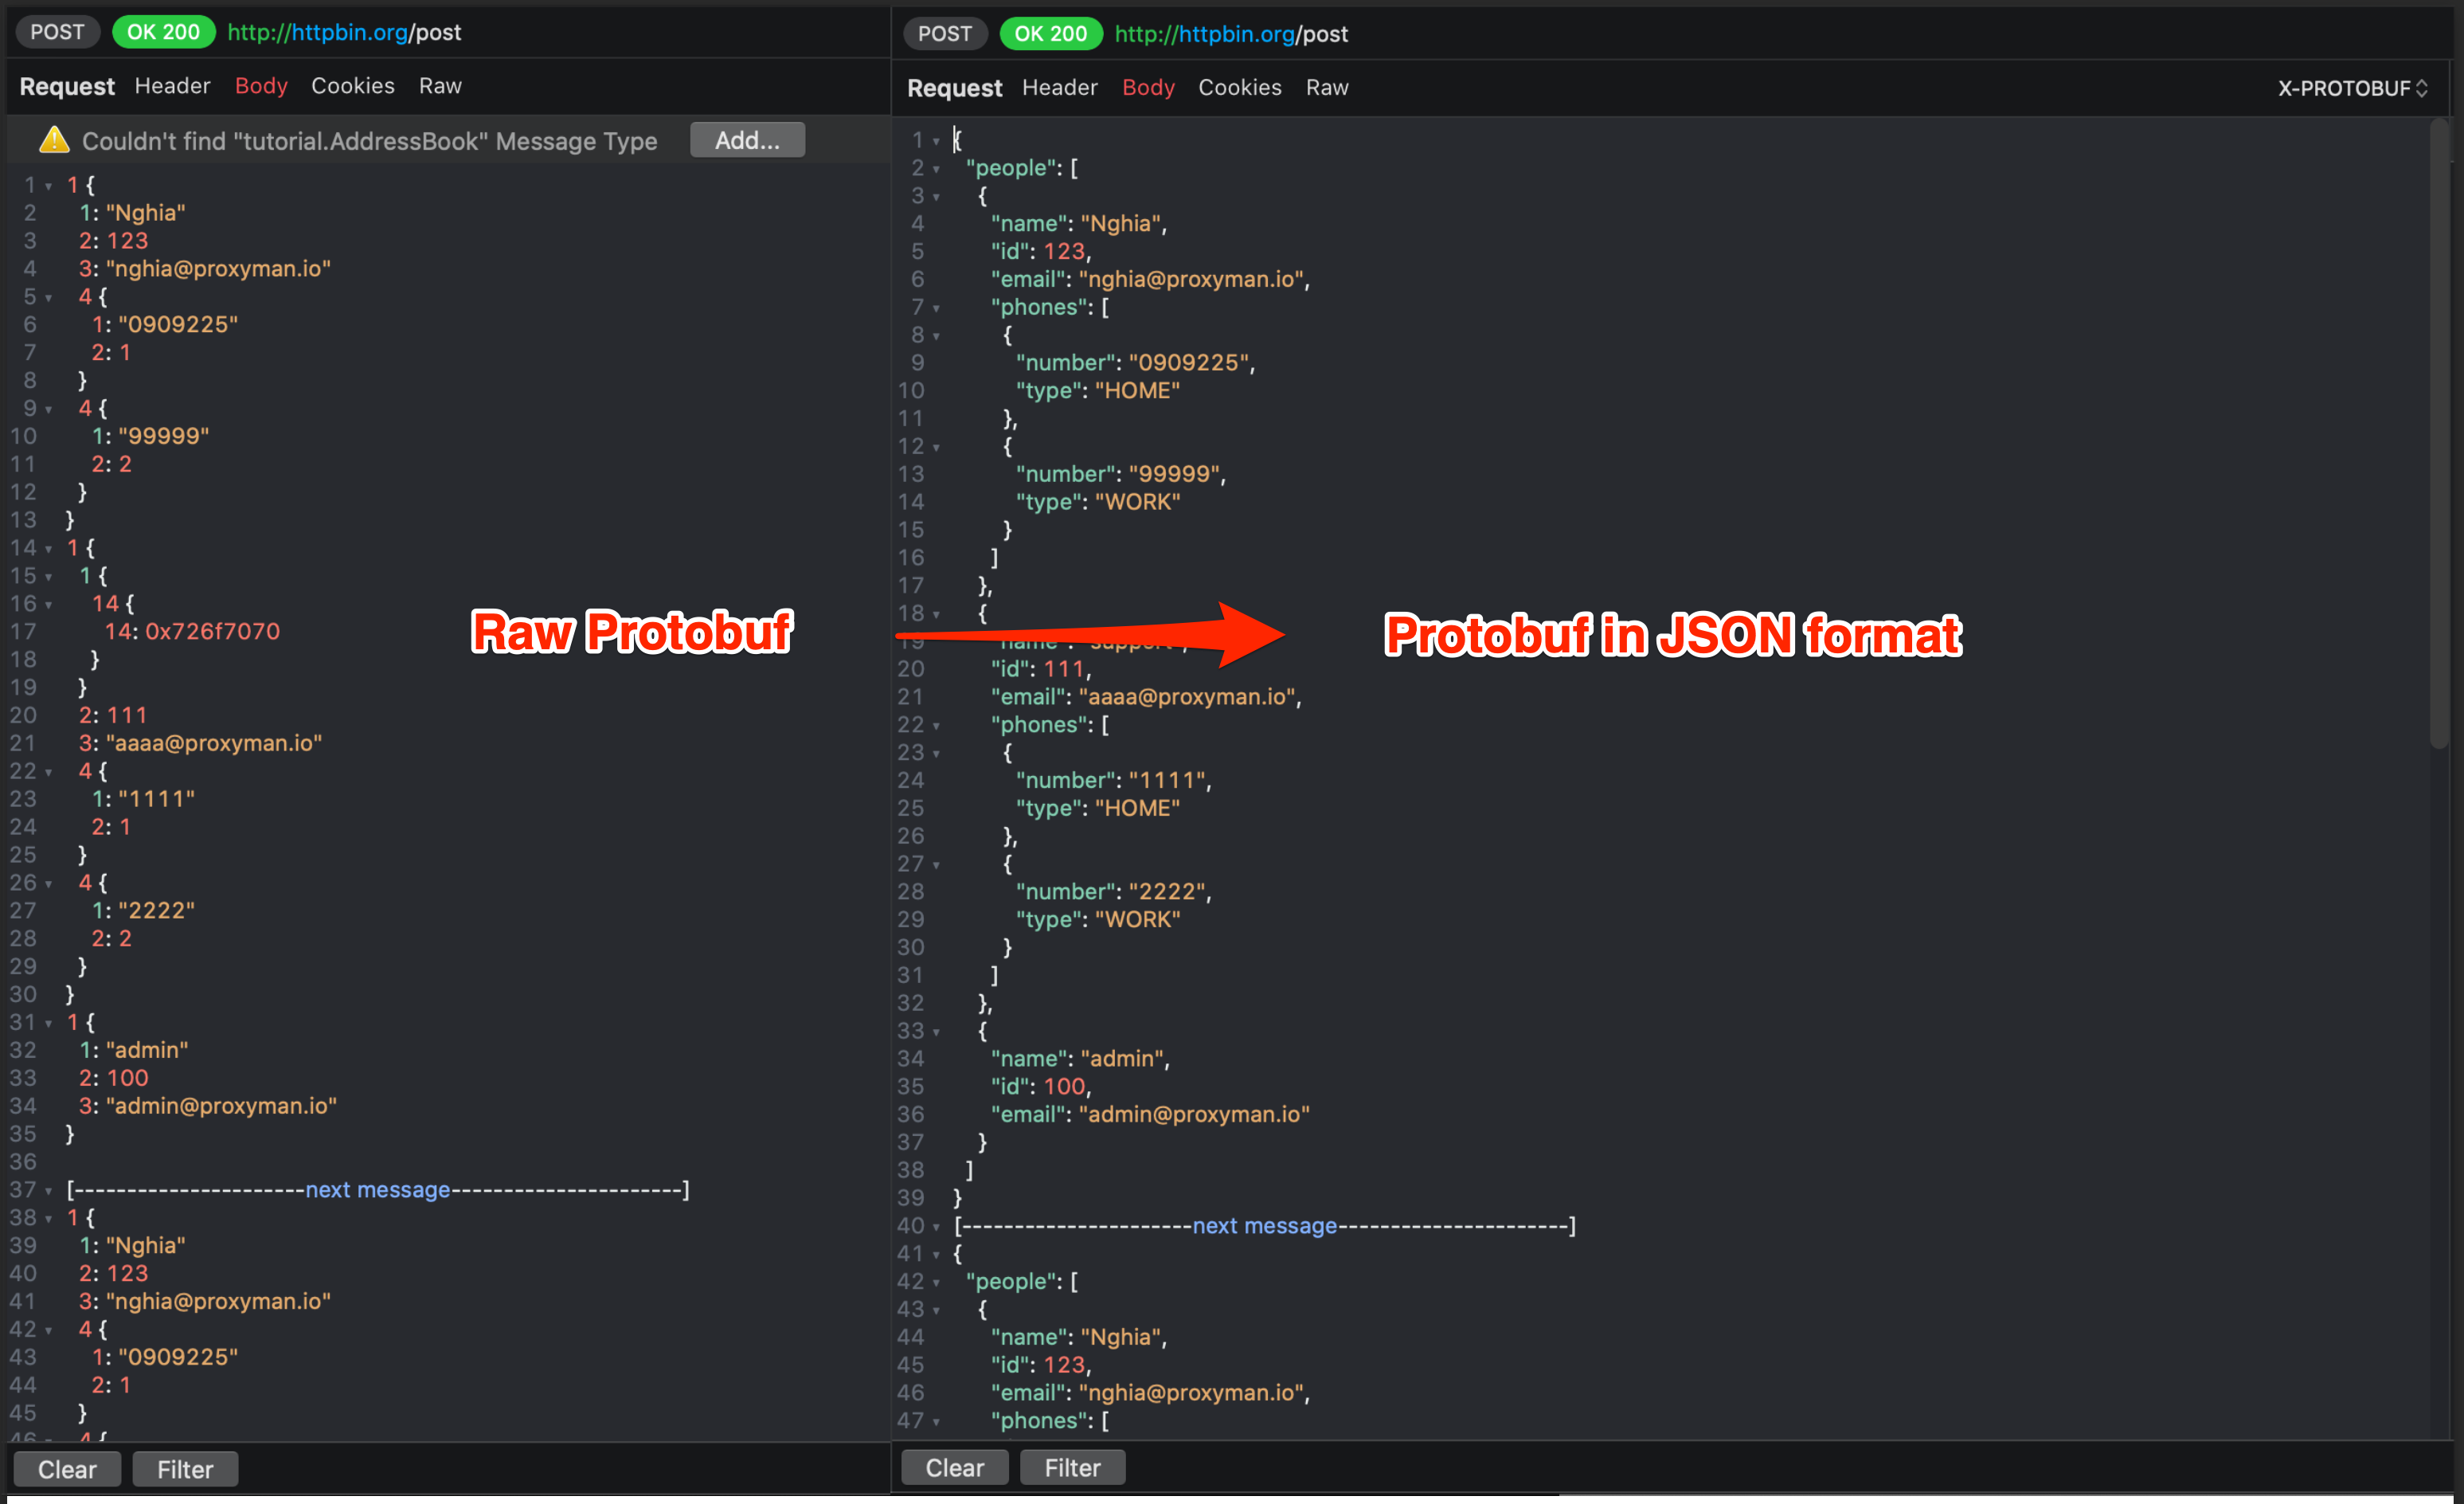 POST OK 200 http://httpbin.org/post
Request Header Body Cookies Raw
Couldn't find "tutorial.AddressBook" Message Type Add...
1 1 {
2 1: "Nghia"
3 2: 123
4 3: "nghia@proxyman.io"
5 4 {
6 1: "0909225"
7 2: 1
8 }
9 4 {
10 1: "99999"
11 2: 2
12 }
13 }
14 1 {
15 1 {
16 14 {
17 14: 0x726f7070
18 }
19 }
20 2: 111
21 3: "aaaa@proxyman.io"
22 4 {
23 1: "1111"
24 2: 1
25 }
26 4 {
27 1: "2222"
28 2: 2
29 }
30 }
31 1 {
32 1: "admin"
33 2: 100
34 3: "admin@proxyman.io"
35 }
36
37 [----------------------next message----------------------]
38 1 {
39 1: "Nghia"
40 2: 123
41 3: "nghia@proxyman.io"
42 4 {
43 1: "0909225"
44 2: 1
45 }
46 4 {
Clear Filter
Raw Protobuf
POST OK 200 http://httpbin.org/post
Request Header Body Cookies Raw X-PROTOBUF
1 {
2 "people": [
3 {
4 "name": "Nghia",
5 "id": 123,
6 "email": "nghia@proxyman.io",
7 "phones": [
8 {
9 "number": "0909225",
10 "type": "HOME"
11 },
12 {
13 "number": "99999",
14 "type": "WORK"
15 }
16 ]
17 },
18 {
19 "name": "support",
20 "id": 111,
21 "email": "aaaa@proxyman.io",
22 "phones": [
23 {
24 "number": "1111",
25 "type": "HOME"
26 },
27 {
28 "number": "2222",
29 "type": "WORK"
30 }
31 ]
32 },
33 {
34 "name": "admin",
35 "id": 100,
36 "email": "admin@proxyman.io"
37 }
38 ]
39 }
40 [----------------------next message----------------------]
41 {
42 "people": [
43 {
44 "name": "Nghia",
45 "id": 123,
46 "email": "nghia@proxyman.io",
47 "phones": [
Clear Filter
Protobuf in JSON format